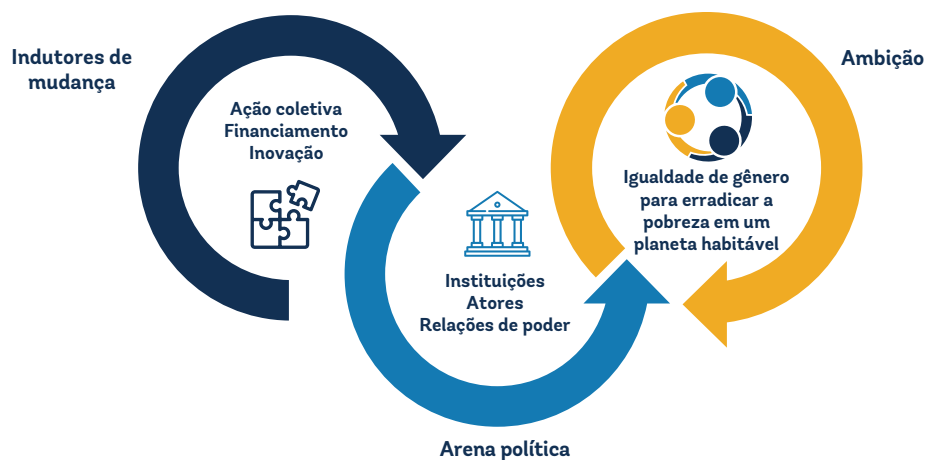 Indutores de
mudança
Ação coletiva
Financiamento
Inovação
Instituições
Atores
Relações de poder
Arena política
Igualdade de gênero
para erradicar a
pobreza em um
planeta habitável
Ambição